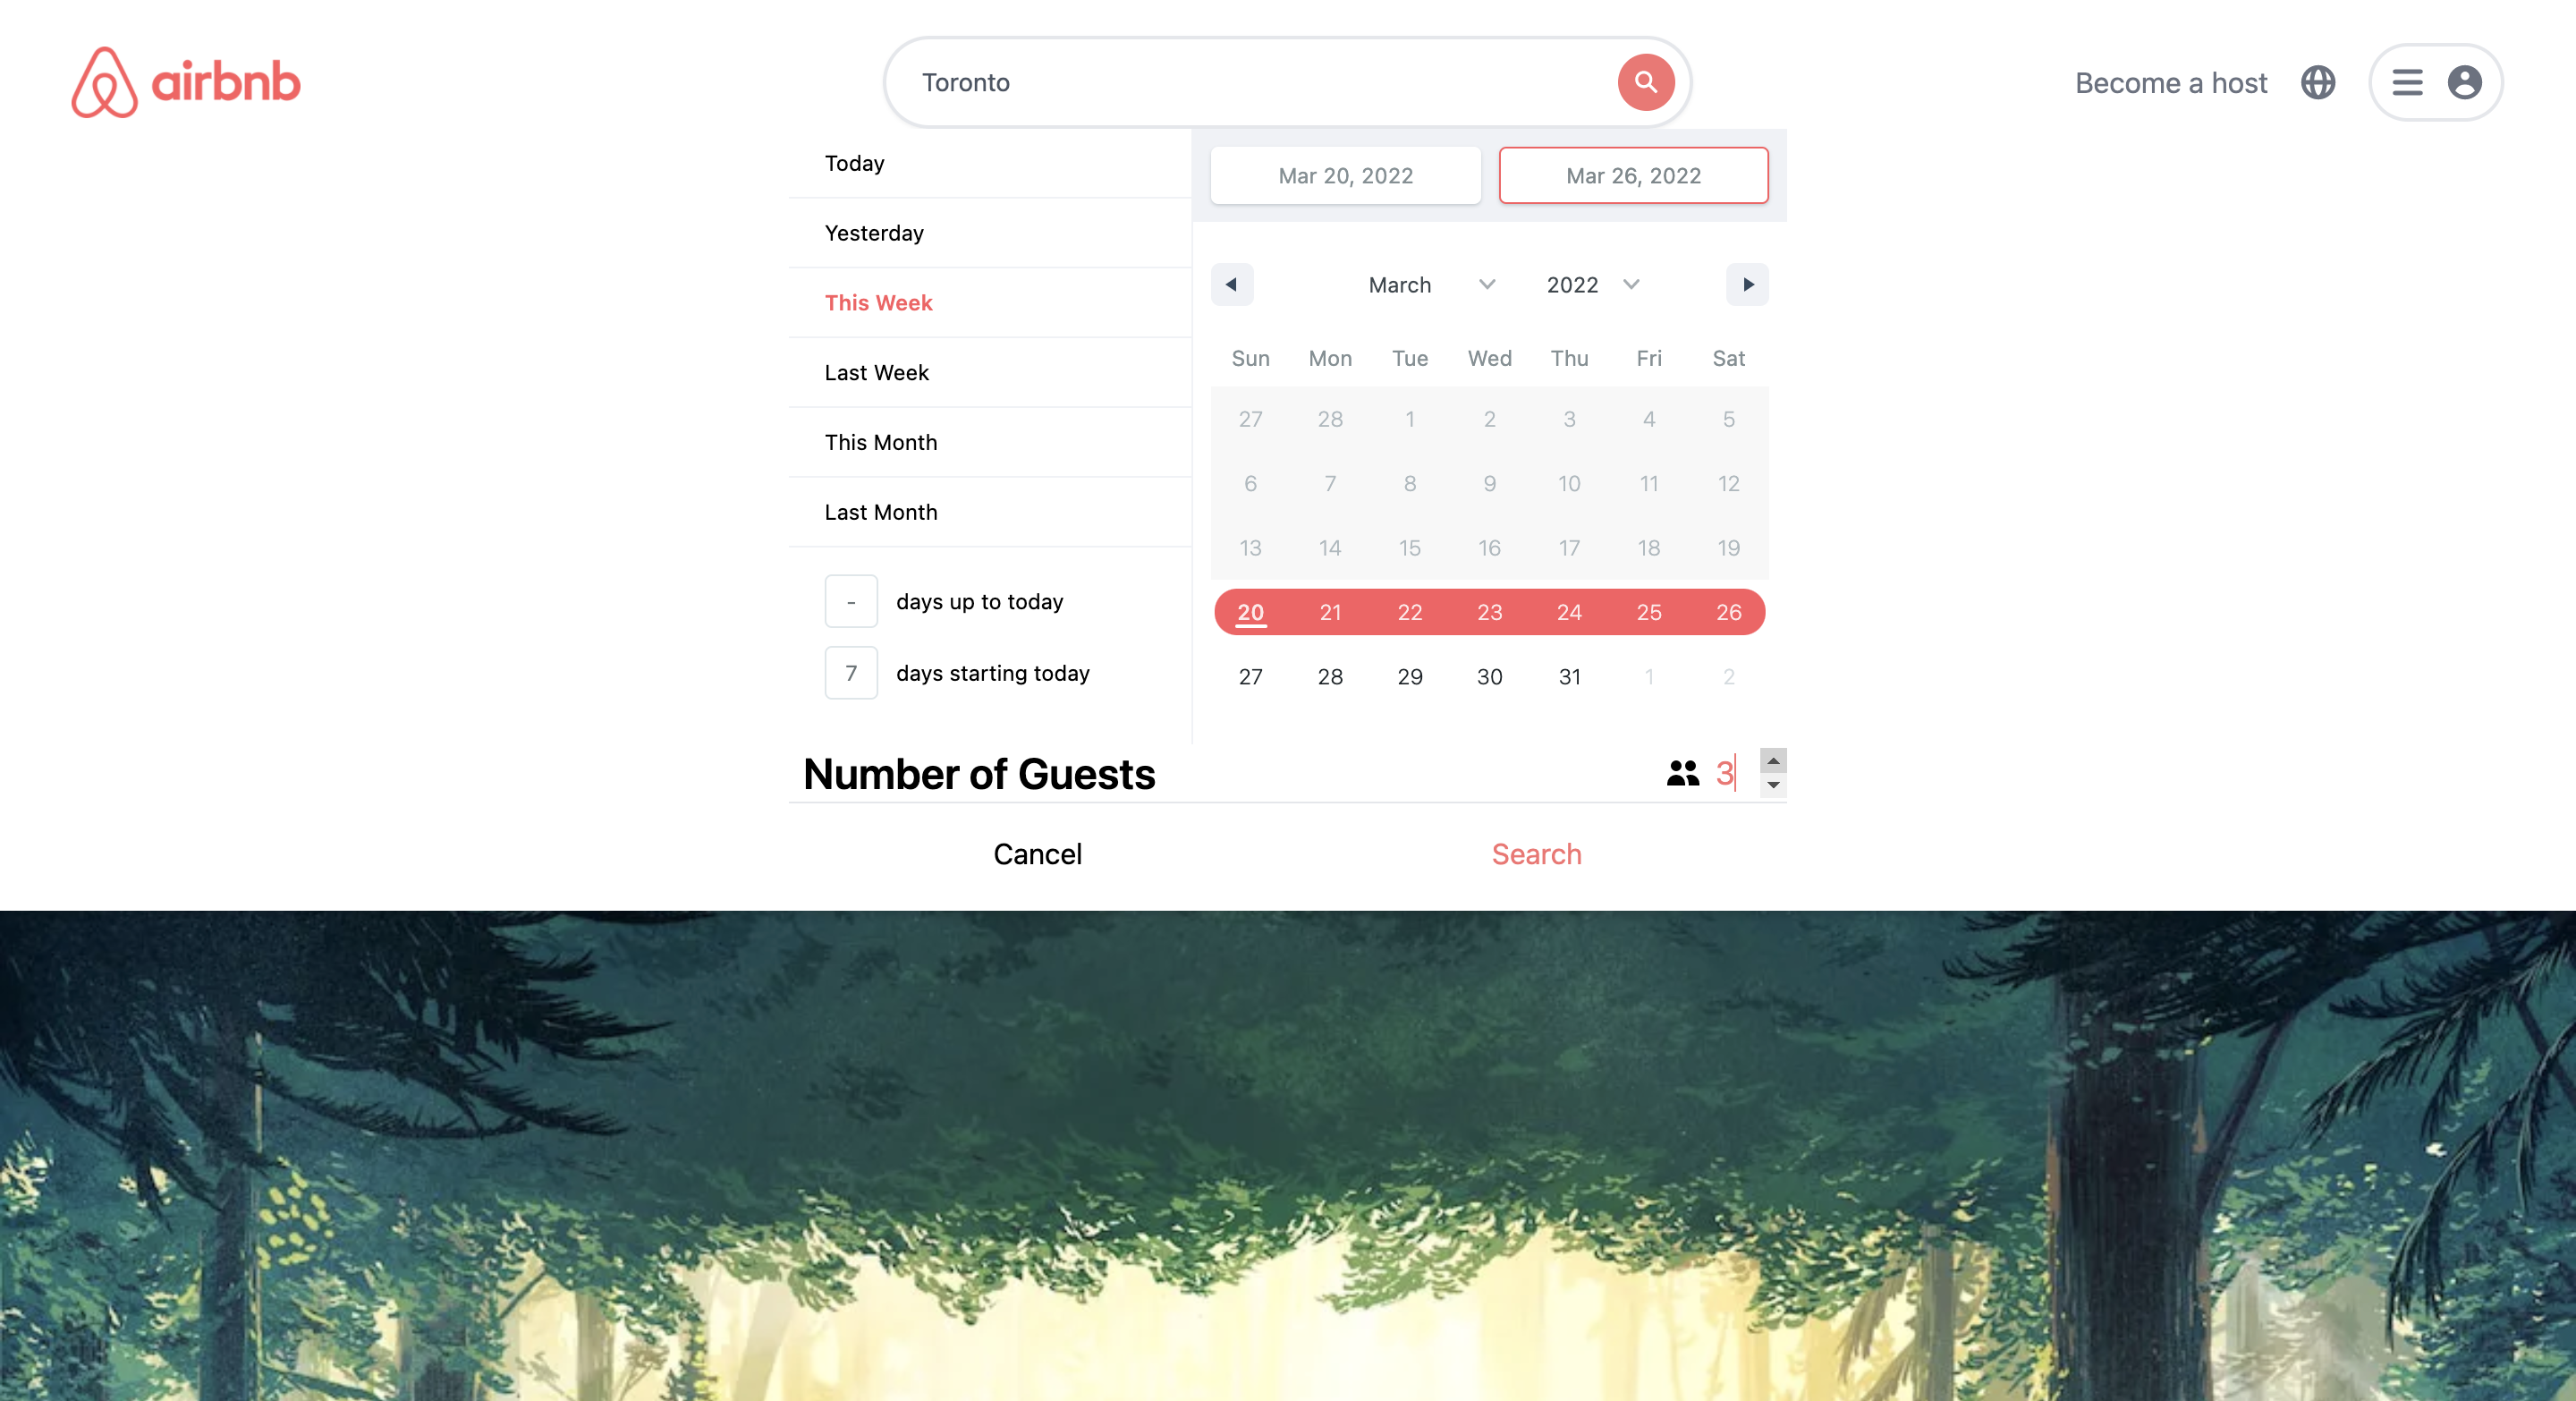 airbnb
Toronto
Become a host
Today
Yesterday
This Week
Last Week
This Month
Last Month
- days up to today
7 days starting today
Mar 20, 2022 Mar 26, 2022
March 2022
Sun Mon Tue Wed Thu Fri Sat
27 28 1 2 3 4 5
6 7 8 9 10 11 12
13 14 15 16 17 18 19
20 21 22 23 24 25 26
27 28 29 30 31 1 2
Number of Guests 3
Cancel Search